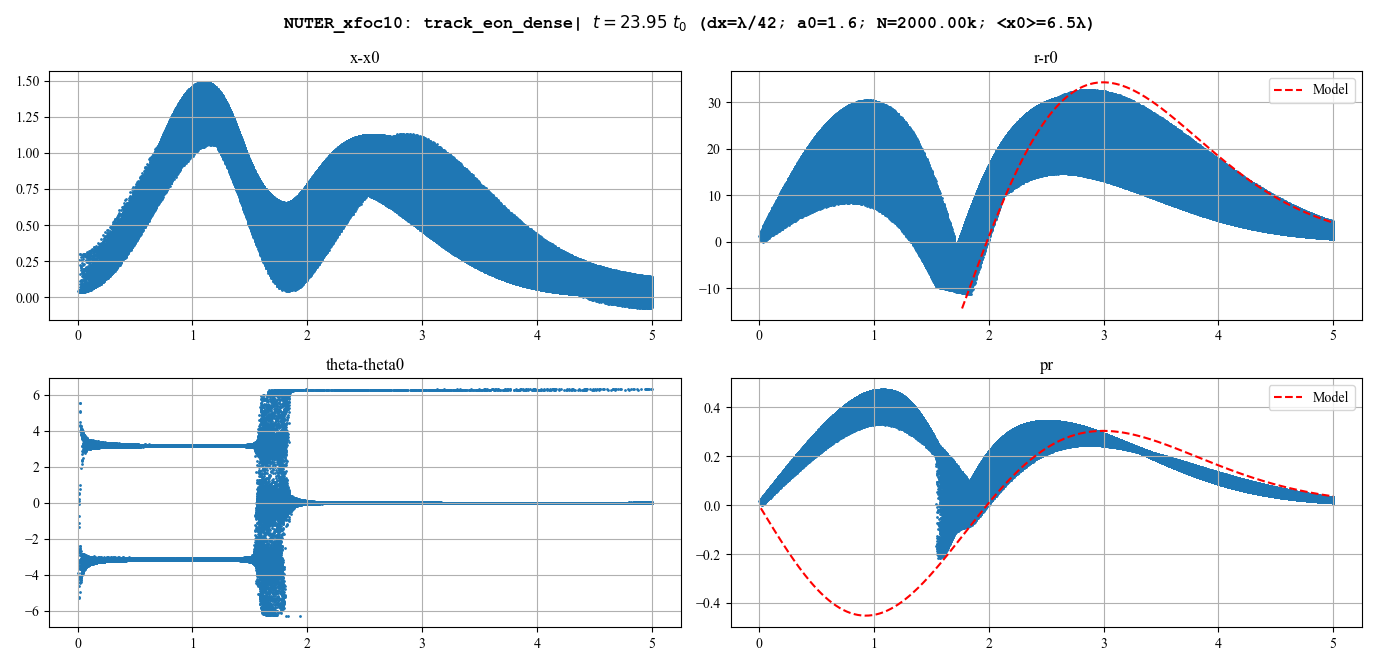 NUTER_xfoc10: track_eon_dense| t = 23.95 t₀ (dx=λ/42; a0=1.6; N=2000.00k; <x0>=6.5λ)
x-x0
1.50
1.25
1.00
0.75
0.50
0.25
0.00
0 1 2 3 4 5
r-r0
Model
30
20
10
0
−10
0 1 2 3 4 5
theta-theta0
6
4
2
0
−2
−4
−6
0 1 2 3 4 5
pr
Model
0.4
0.2
0.0
−0.2
−0.4
0 1 2 3 4 5